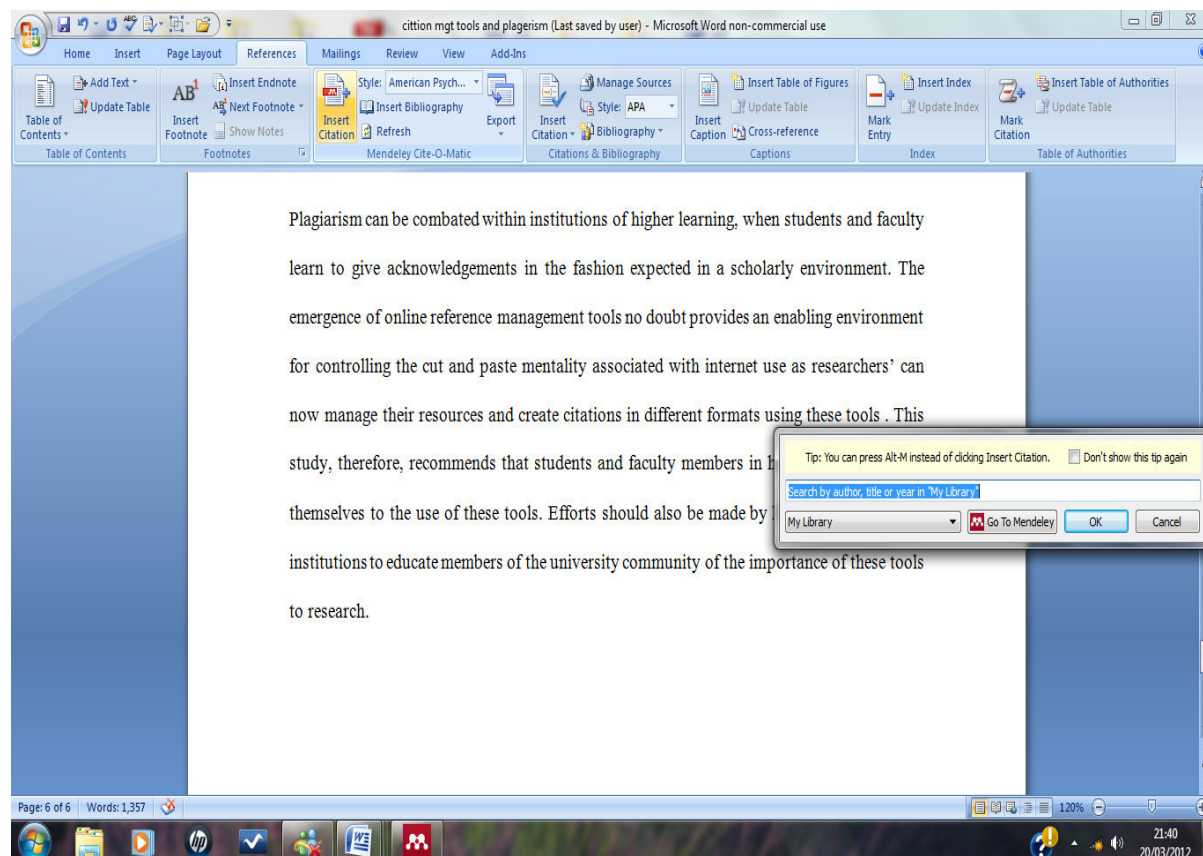 cittion mgt tools and plagerism (Last saved by user) - Microsoft Word non-commercial use
Home Insert Page Layout References Mailings Review View Add-Ins
Table of Contents
Add Text
Update Table
Table of Contents
AB1 Insert Footnote
Insert Endnote
AB Next Footnote
Show Notes
Footnotes
Insert Citation
Style: American Psych...
Insert Bibliography
Refresh
Export
Mendeley Cite-O-Matic
Insert Citation
Manage Sources
Style: APA
Bibliography
Citations & Bibliography
Insert Caption
Insert Table of Figures
Update Table
Cross-reference
Captions
Mark Entry
Insert Index
Update Index
Index
Mark Citation
Insert Table of Authorities
Update Table
Table of Authorities
Plagiarism can be combated within institutions of higher learning, when students and faculty
learn to give acknowledgements in the fashion expected in a scholarly environment. The
emergence of online reference management tools no doubt provides an enabling environment
for controlling the cut and paste mentality associated with internet use as researchers’ can
now manage their resources and create citations in different formats using these tools . This
study, therefore, recommends that students and faculty members in
themselves to the use of these tools. Efforts should also be made by
institutions to educate members of the university community of the importance of these tools
to research.
Tip: You can press Alt-M instead of clicking Insert Citation. Don't show this tip again
Search by author, title or year in "My Library"
My Library Go To Mendeley OK Cancel
Page: 6 of 6 Words: 1,357 120%
hp
21:40
20/03/2012